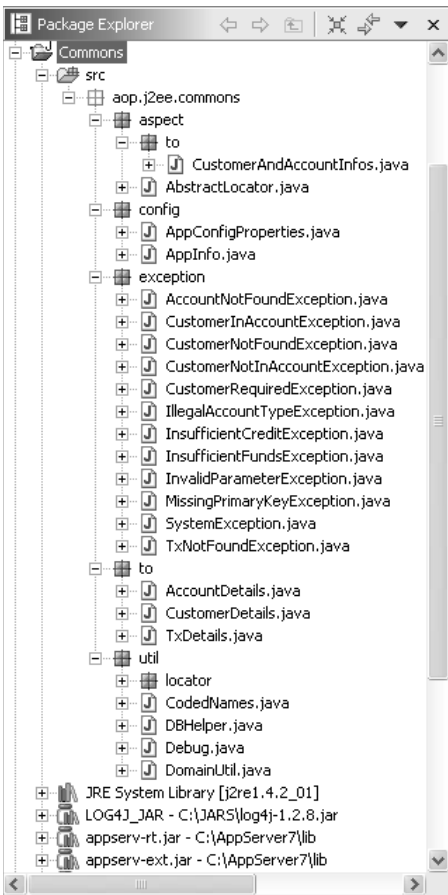 Package Explorer
Commons
src
aop.j2ee.commons
aspect
to
CustomerAndAccountInfos.java
AbstractLocator.java
config
AppConfigProperties.java
AppInfo.java
exception
AccountNotFoundException.java
CustomerInAccountException.java
CustomerNotFoundException.java
CustomerNotInAccountException.java
CustomerRequiredException.java
IllegalAccountTypeException.java
InsufficientCreditException.java
InsufficientFundsException.java
InvalidParameterException.java
MissingPrimaryKeyException.java
SystemException.java
TxNotFoundException.java
to
AccountDetails.java
CustomerDetails.java
TxDetails.java
util
locator
CodedNames.java
DBHelper.java
Debug.java
DomainUtil.java
JRE System Library [j2re1.4.2_01]
LOG4J_JAR - C:\JARS\log4j-1.2.8.jar
appserv-rt.jar - C:\AppServer7\lib
appserv-ext.jar - C:\AppServer7\lib